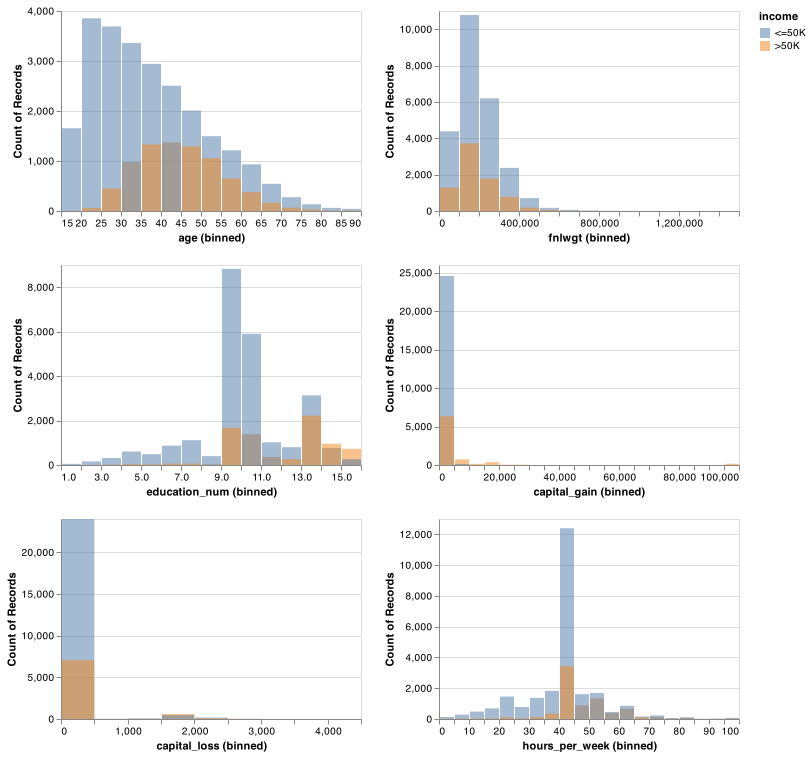 income
<=50K
>50K
4,000
3,000
2,000
1,000
0
Count of Records
15 20 25 30 35 40 45 50 55 60 65 70 75 80 85 90
age (binned)
10,000
8,000
6,000
4,000
2,000
0
Count of Records
0 400,000 800,000 1,200,000
fnlwgt (binned)
8,000
6,000
4,000
2,000
0
Count of Records
1.0 3.0 5.0 7.0 9.0 11.0 13.0 15.0
education_num (binned)
25,000
20,000
15,000
10,000
5,000
0
Count of Records
0 20,000 40,000 60,000 80,000 100,000
capital_gain (binned)
20,000
15,000
10,000
5,000
0
Count of Records
0 1,000 2,000 3,000 4,000
capital_loss (binned)
12,000
10,000
8,000
6,000
4,000
2,000
0
Count of Records
0 10 20 30 40 50 60 70 80 90 100
hours_per_week (binned)